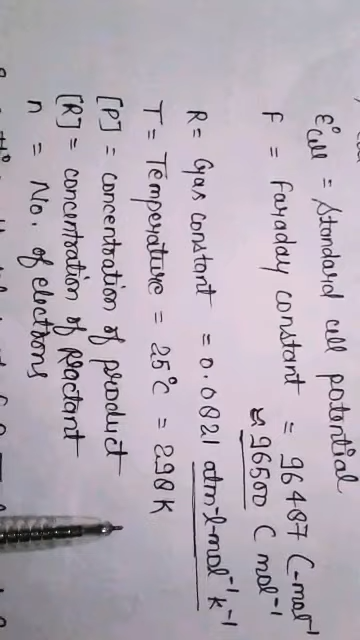 E°cell = Standard cell potential
F = Faraday constant = 96487 C-mol⁻¹
≈ 96500 C mol⁻¹
R = Gas constant = 0.0821 atm-l-mol⁻¹ k⁻¹
T = Temperature = 25°C = 298 K
[P] = concentration of product
[R] = concentration of Reactant
n = No. of electrons